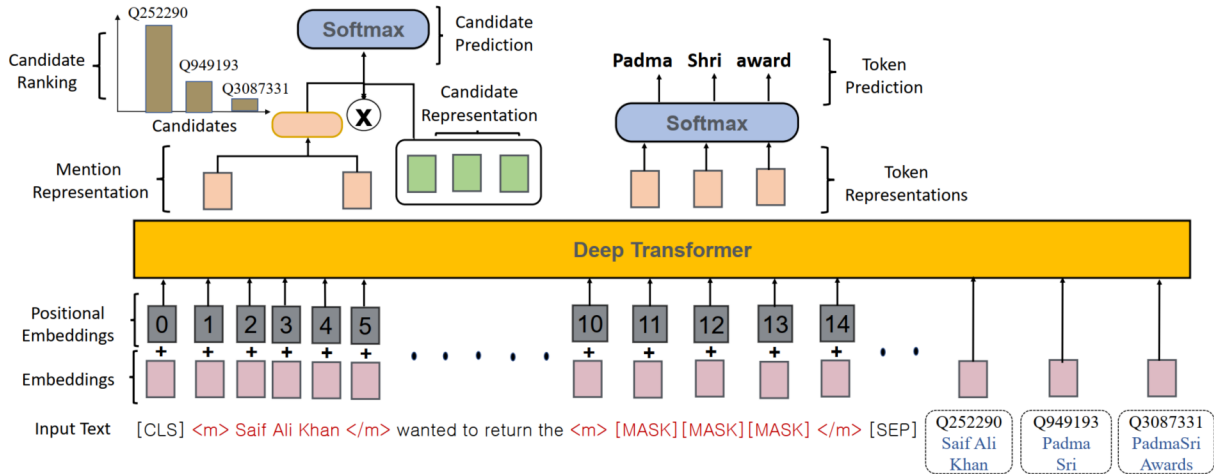 Q252290
Q949193
Q3087331
Candidate
Ranking
Candidates
Softmax
Candidate
Prediction
X
Candidate
Representation
Mention
Representation
Padma Shri award
Softmax
Token
Prediction
Token
Representations
Deep Transformer
Positional
Embeddings
0 1 2 3 4 5 10 11 12 13 14
+ + + + + + + + + + +
Embeddings
Input Text [CLS] <m> Saif Ali Khan </m> wanted to return the <m> [MASK][MASK][MASK] </m> [SEP]
Q252290
Saif Ali
Khan
Q949193
Padma
Sri
Q3087331
PadmaSri
Awards